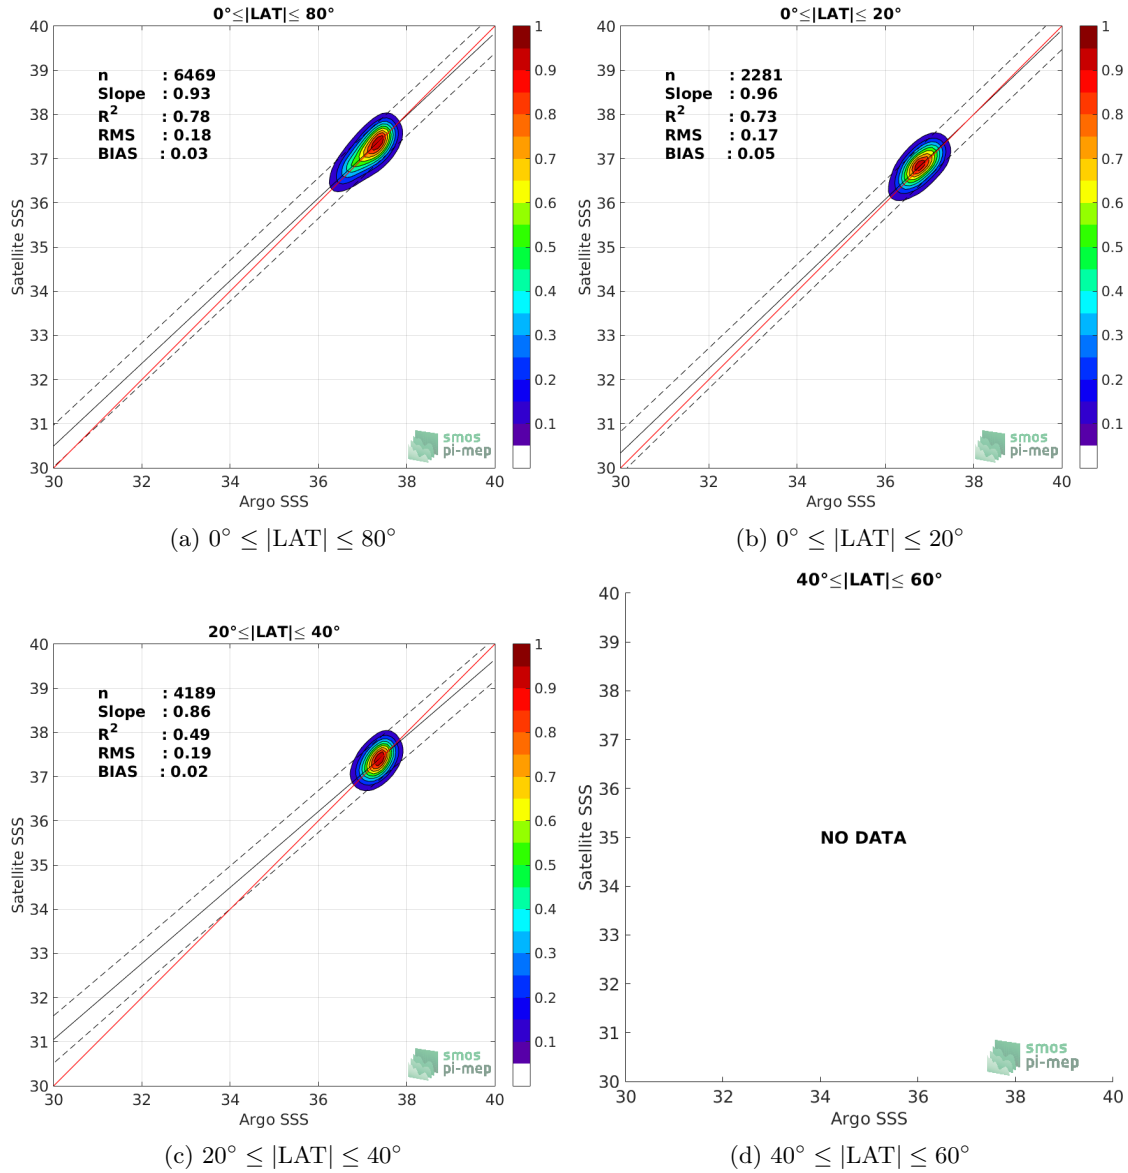 0°≤|LAT|≤ 80°
40
39
38
37
36
35
34
33
32
31
30
Satellite SSS
n : 6469
Slope : 0.93
R² : 0.78
RMS : 0.18
BIAS : 0.03
smos
pi-mep
30 32 34 36 38 40
Argo SSS
1
0.9
0.8
0.7
0.6
0.5
0.4
0.3
0.2
0.1
(a) 0° ≤ |LAT| ≤ 80°
0°≤|LAT|≤ 20°
40
39
38
37
36
35
34
33
32
31
30
Satellite SSS
n : 2281
Slope : 0.96
R² : 0.73
RMS : 0.17
BIAS : 0.05
smos
pi-mep
30 32 34 36 38 40
Argo SSS
1
0.9
0.8
0.7
0.6
0.5
0.4
0.3
0.2
0.1
(b) 0° ≤ |LAT| ≤ 20°
20°≤|LAT|≤ 40°
40
39
38
37
36
35
34
33
32
31
30
Satellite SSS
n : 4189
Slope : 0.86
R² : 0.49
RMS : 0.19
BIAS : 0.02
smos
pi-mep
30 32 34 36 38 40
Argo SSS
1
0.9
0.8
0.7
0.6
0.5
0.4
0.3
0.2
0.1
(c) 20° ≤ |LAT| ≤ 40°
40°≤|LAT|≤ 60°
40
39
38
37
36
35
34
33
32
31
30
Satellite SSS
NO DATA
smos
pi-mep
30 32 34 36 38 40
Argo SSS
(d) 40° ≤ |LAT| ≤ 60°